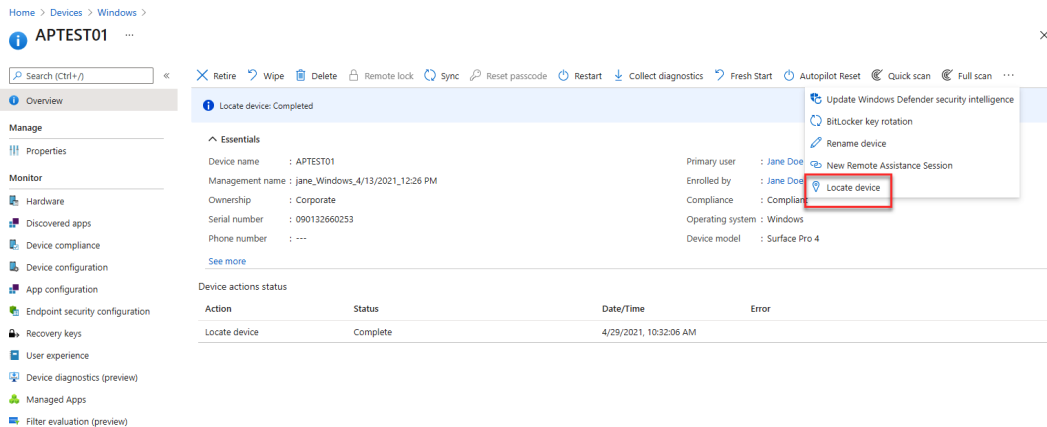 Home > Devices > Windows >
APTEST01 ...
Search (Ctrl+/)
«
Overview
Manage
Properties
Monitor
Hardware
Discovered apps
Device compliance
Device configuration
App configuration
Endpoint security configuration
Recovery keys
User experience
Device diagnostics (preview)
Managed Apps
Filter evaluation (preview)
Retire Wipe Delete Remote lock Sync Reset passcode Restart Collect diagnostics Fresh Start Autopilot Reset Quick scan Full scan ...
Update Windows Defender security intelligence
BitLocker key rotation
Rename device
New Remote Assistance Session
Locate device
Locate device: Completed
Essentials
Device name : APTEST01
Management name : jane_Windows_4/13/2021_12:26 PM
Ownership : Corporate
Serial number : 090132660253
Phone number : ---
See more
Primary user : Jane Doe
Enrolled by : Jane Doe
Compliance : Compliant
Operating system : Windows
Device model : Surface Pro 4
Device actions status
Action Status Date/Time Error
Locate device Complete 4/29/2021, 10:32:06 AM